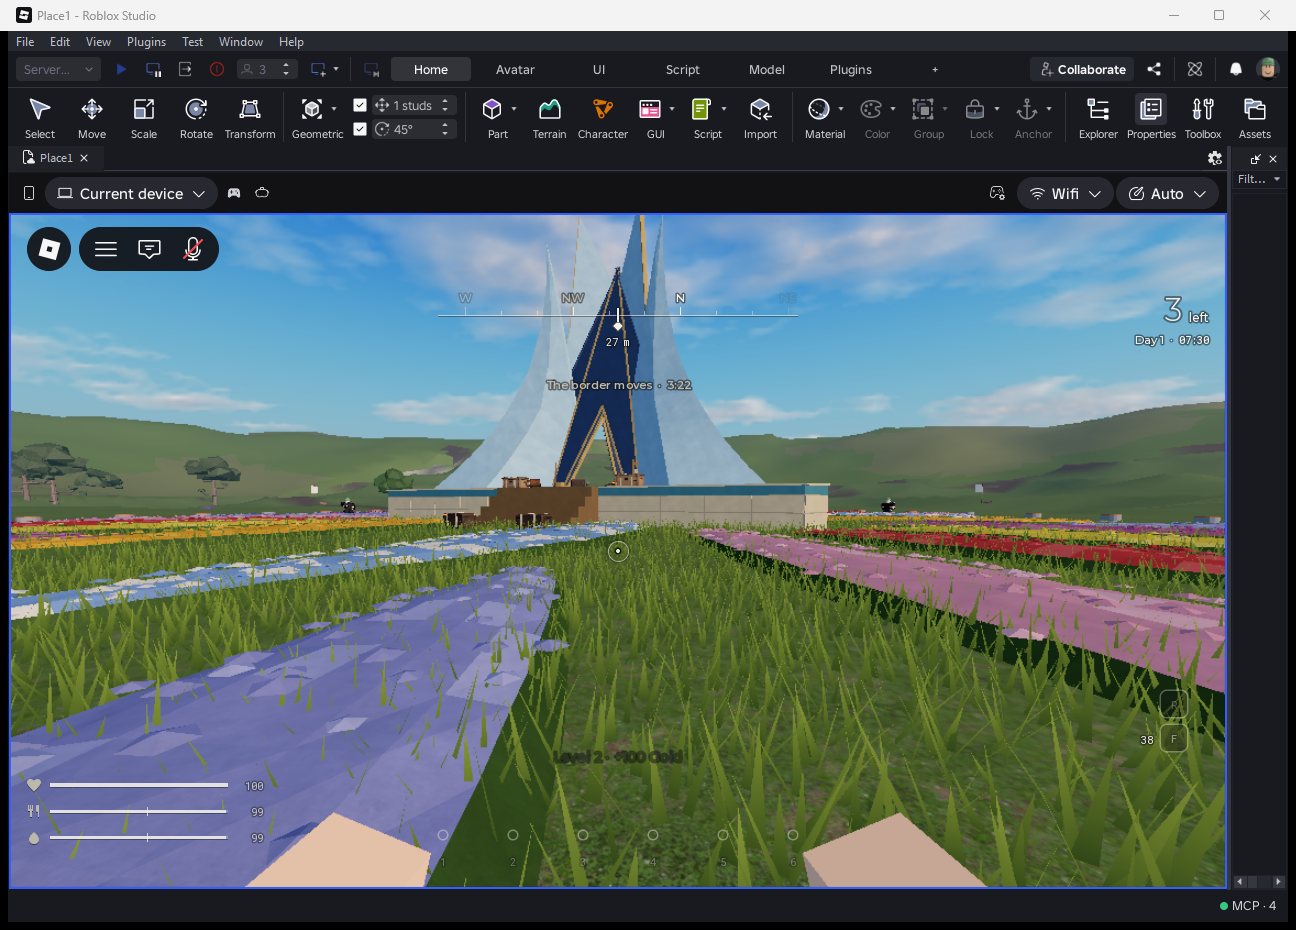 Place1 - Roblox Studio
File Edit View Plugins Test Window Help
Server... 3 Home Avatar UI Script Model Plugins + Collaborate
1 studs
45°
Select Move Scale Rotate Transform Geometric Part Terrain Character GUI Script Import Material Color Group Lock Anchor Explorer Properties Toolbox Assets
Place1
Filt...
Current device Wifi Auto
W NW N
3 left
27 m
Day 1 · 07:30
The border moves · 3:22
38 F
Level 2 · +100 Gold
100
99
99
1 2 3 4 5 6
MCP · 4